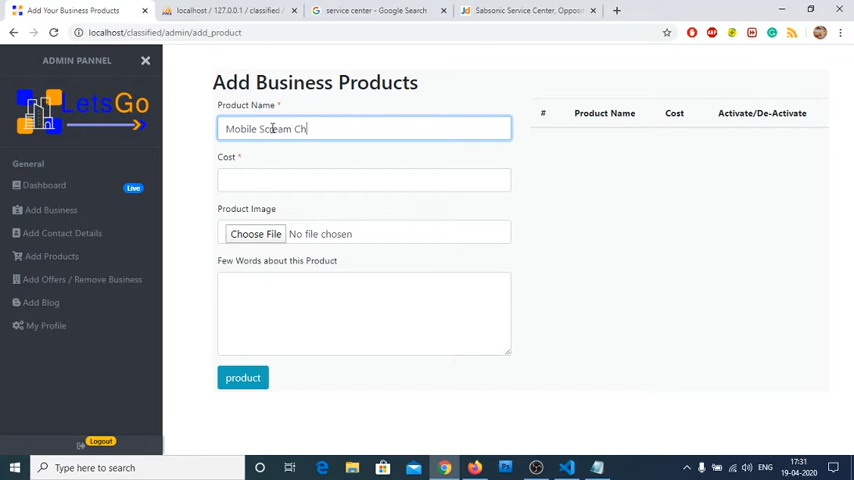 Add Your Business Products
localhost / 127.0.0.1 / classified /
service center - Google Search
Sabsonic Service Center, Oppos
localhost/classified/admin/add_product
ADMIN PANNEL
LetsGo
General
Dashboard
Live
Add Business
Add Contact Details
Add Products
Add Offers / Remove Business
Add Blog
My Profile
Logout
Add Business Products
Product Name *
Mobile Scream Ch
Cost *
Product Image
Choose File No file chosen
Few Words about this Product
product
# Product Name Cost Activate/De-Activate
Type here to search
ENG
17:31
19-04-2020